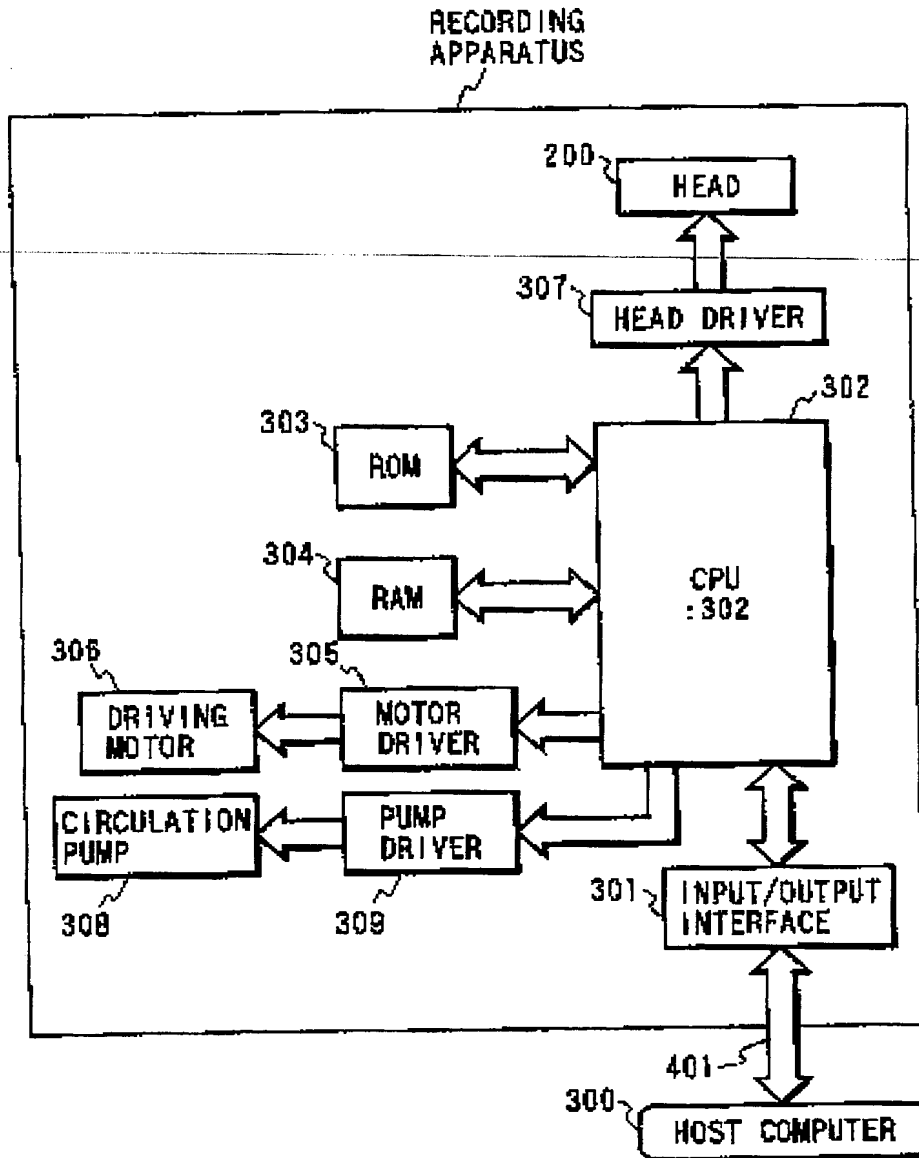 RECORDING
APPARATUS
200
HEAD
307
HEAD DRIVER
302
303
ROM
304
RAM
CPU
:302
306
305
DRIVING
MOTOR
MOTOR
DRIVER
CIRCULATION
PUMP
PUMP
DRIVER
308
309
301
INPUT/OUTPUT
INTERFACE
401
300
HOST COMPUTER